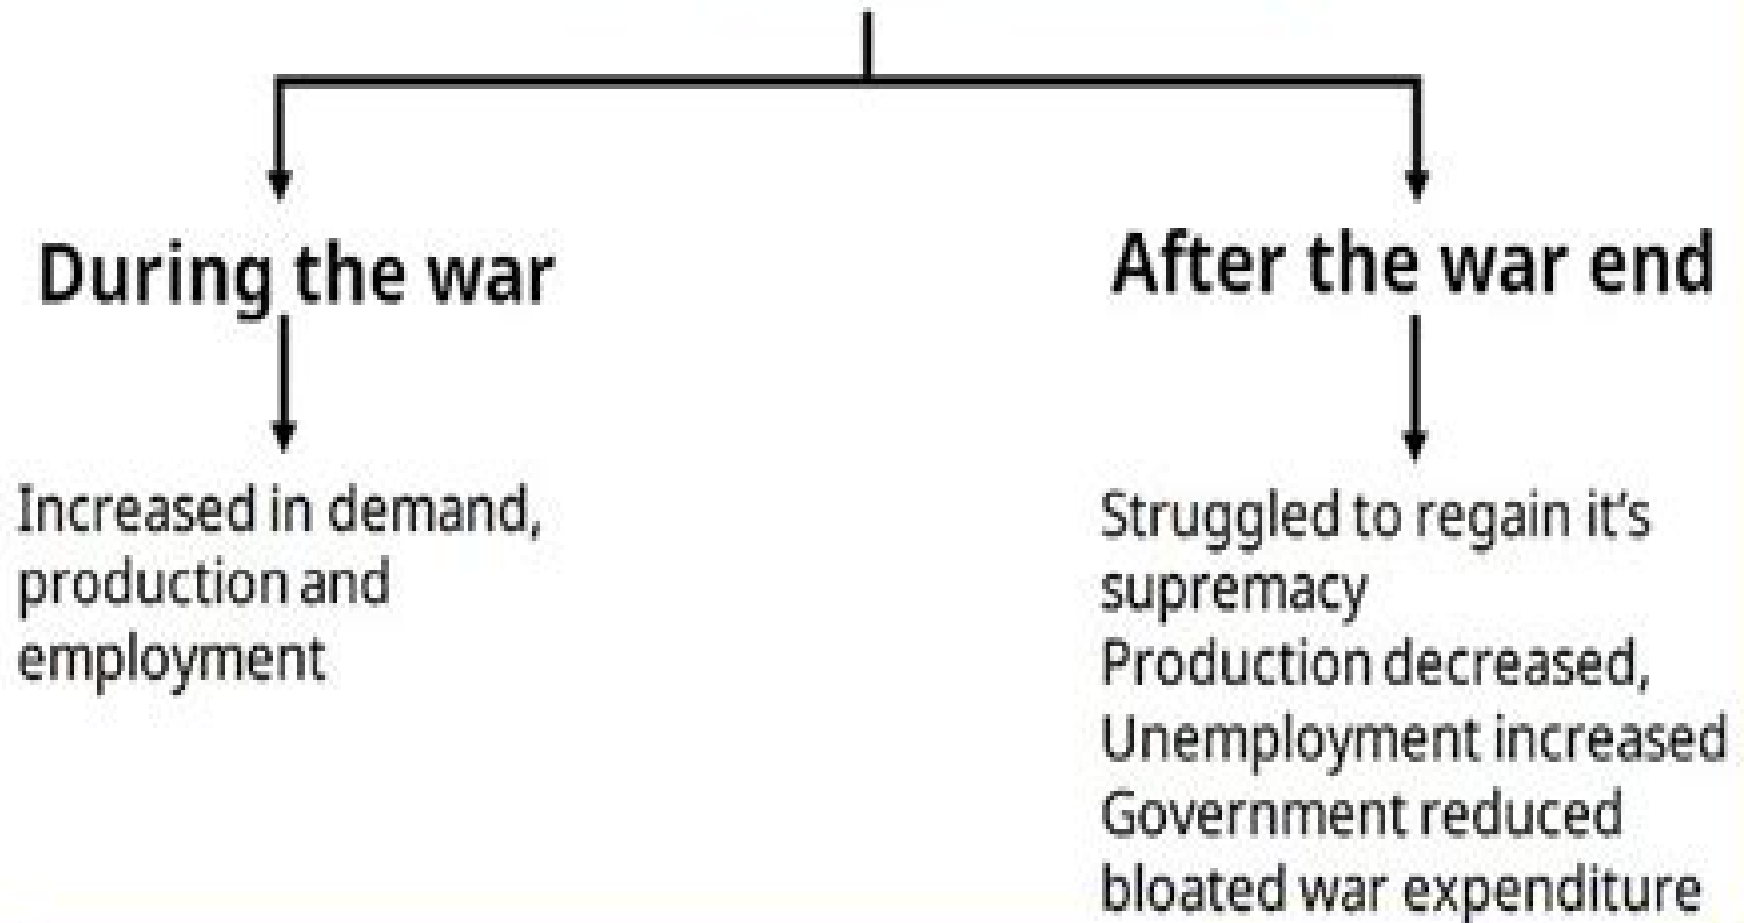 During the war
Increased in demand,
production and
employment
After the war end
Struggled to regain it's
supremacy
Production decreased,
Unemployment increased
Government reduced
bloated war expenditure